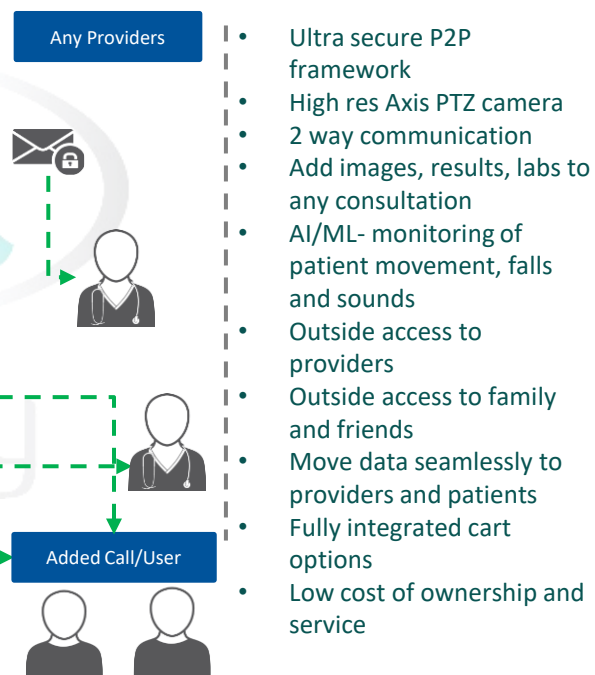 Any Providers
Added Call/User
• Ultra secure P2P
framework
• High res Axis PTZ camera
• 2 way communication
• Add images, results, labs to
any consultation
• AI/ML- monitoring of
patient movement, falls
and sounds
• Outside access to
providers
• Outside access to family
and friends
• Move data seamlessly to
providers and patients
• Fully integrated cart
options
• Low cost of ownership and
service